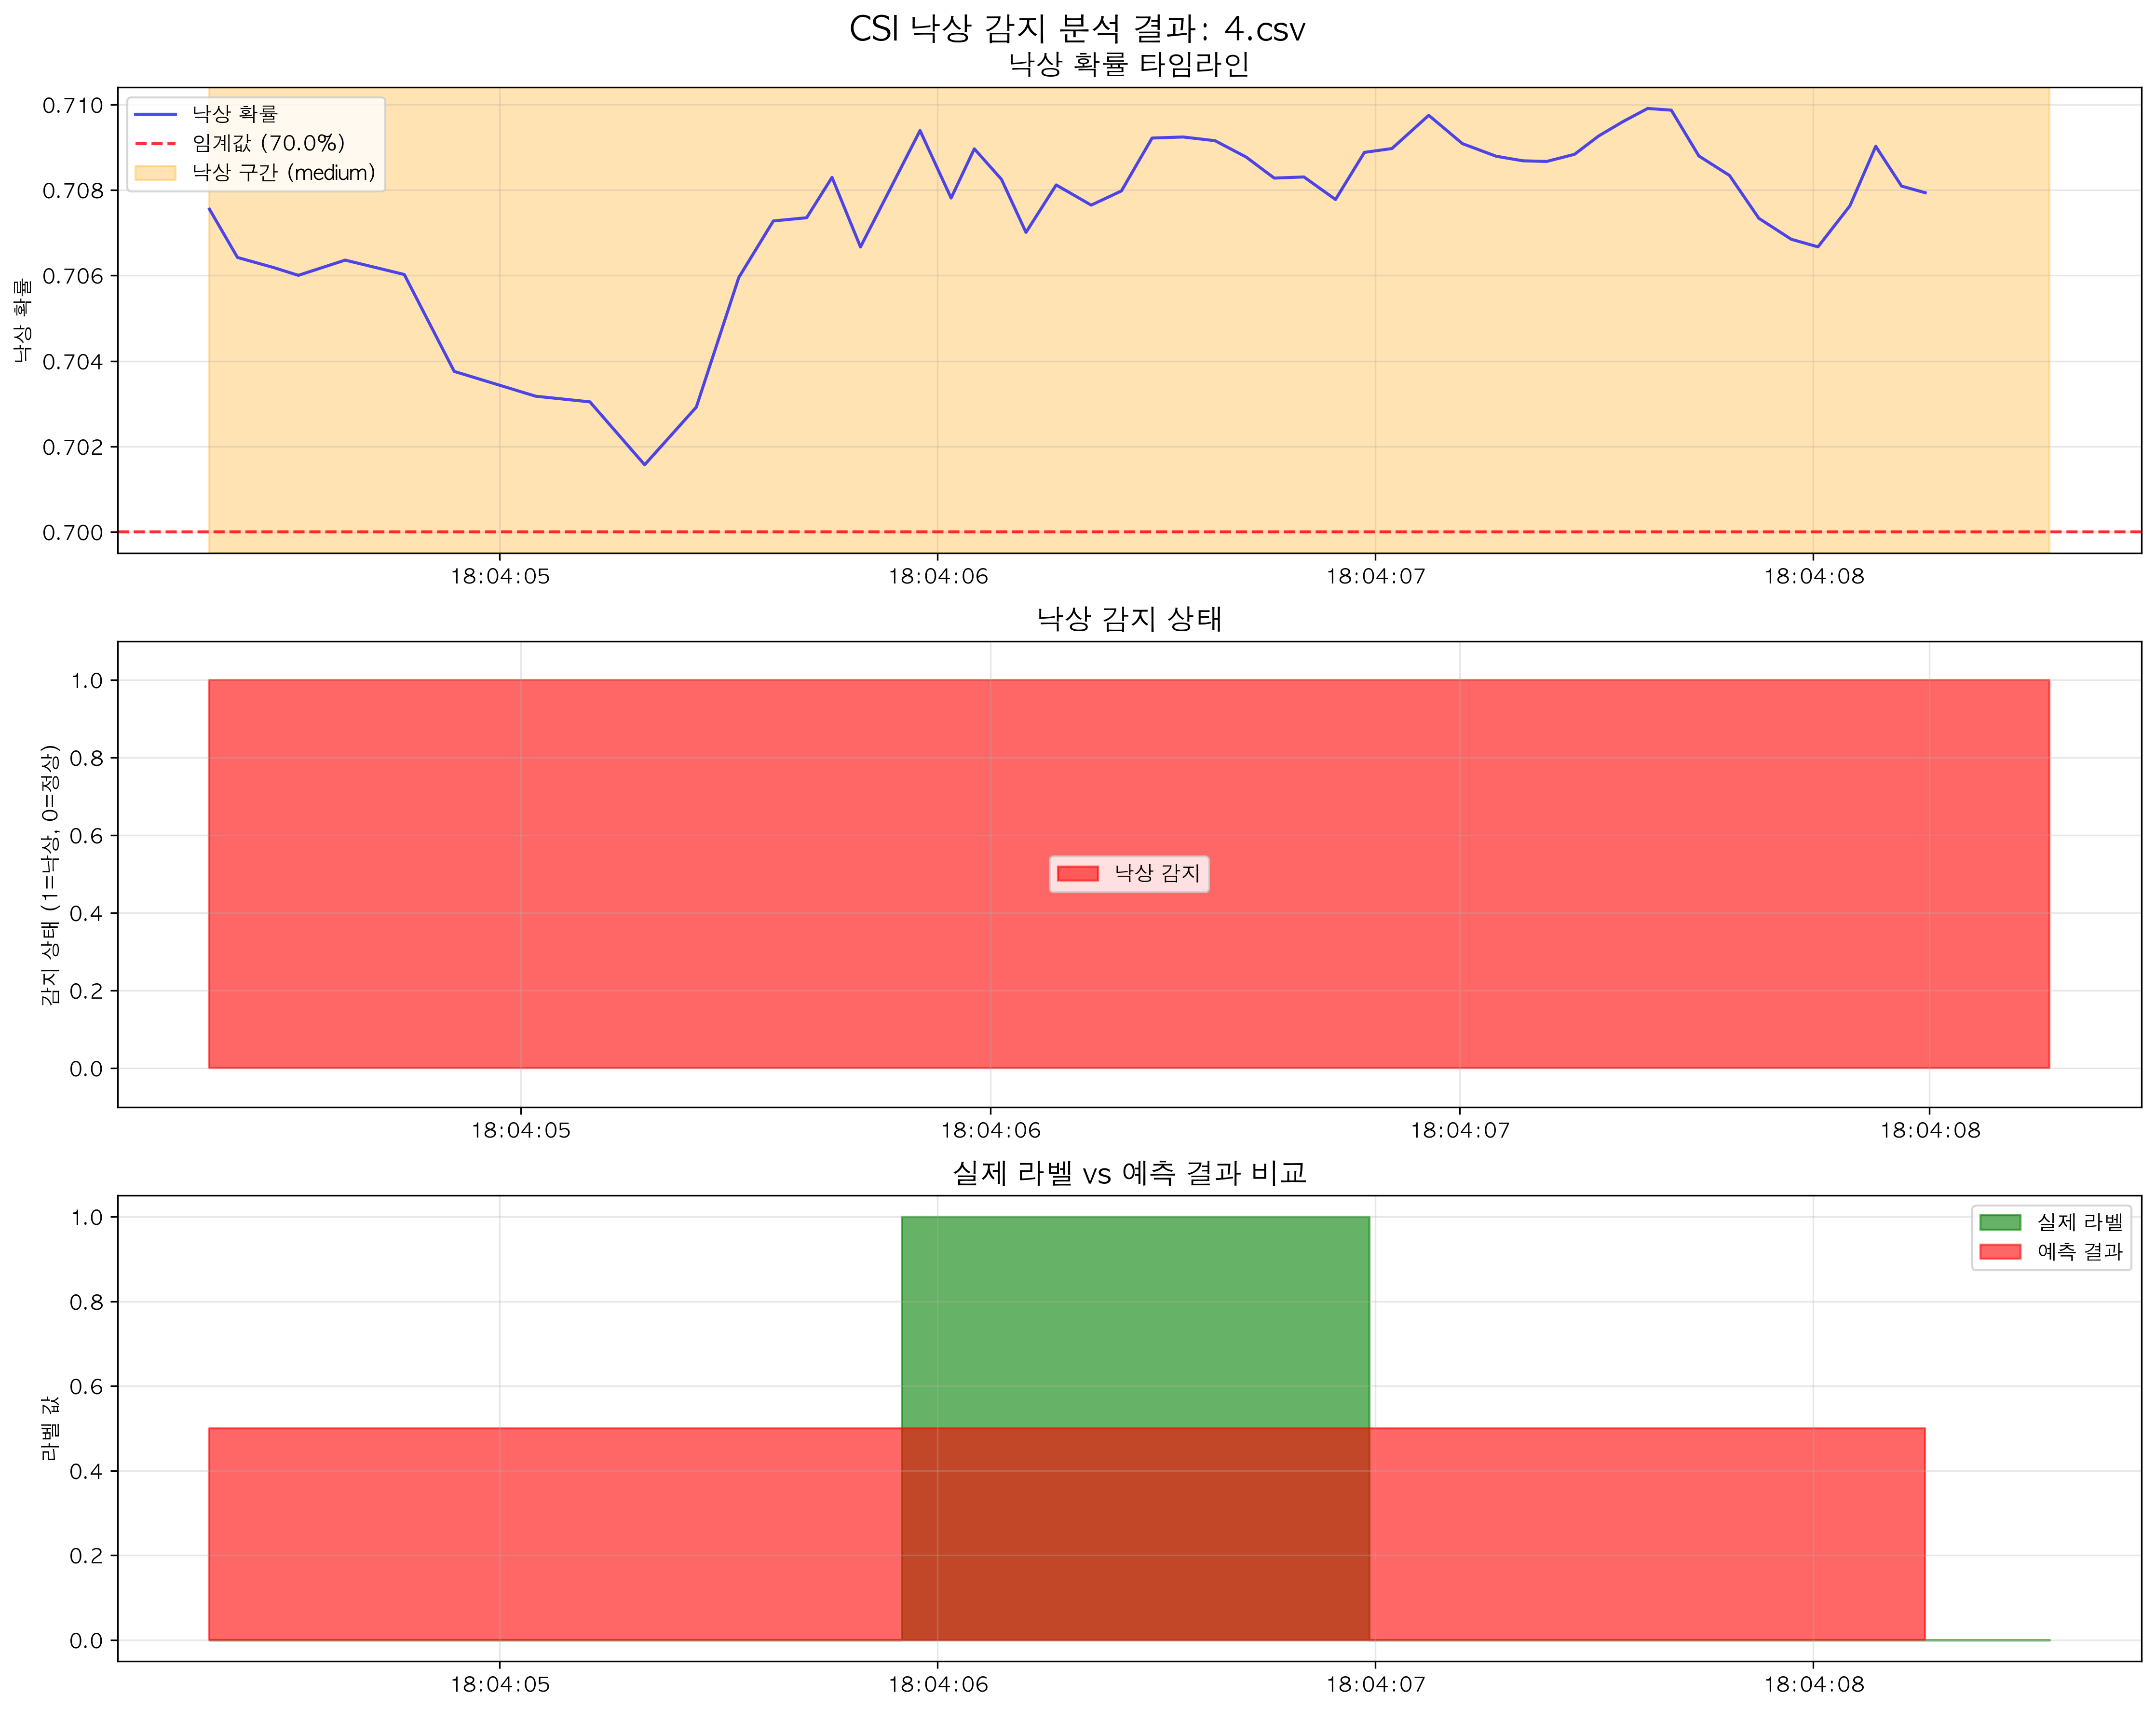 CSI 낙상 감지 분석 결과: 4.csv
낙상 확률 타임라인
낙상 확률
임계값 (70.0%)
낙상 구간 (medium)
낙상 확률
0.710
0.708
0.706
0.704
0.702
0.700
18:04:05 18:04:06 18:04:07 18:04:08
낙상 감지 상태
감지 상태 (1=낙상, 0=정상)
1.0
0.8
0.6
0.4
0.2
0.0
낙상 감지
18:04:05 18:04:06 18:04:07 18:04:08
실제 라벨 vs 예측 결과 비교
라벨 값
1.0
0.8
0.6
0.4
0.2
0.0
실제 라벨
예측 결과
18:04:05 18:04:06 18:04:07 18:04:08